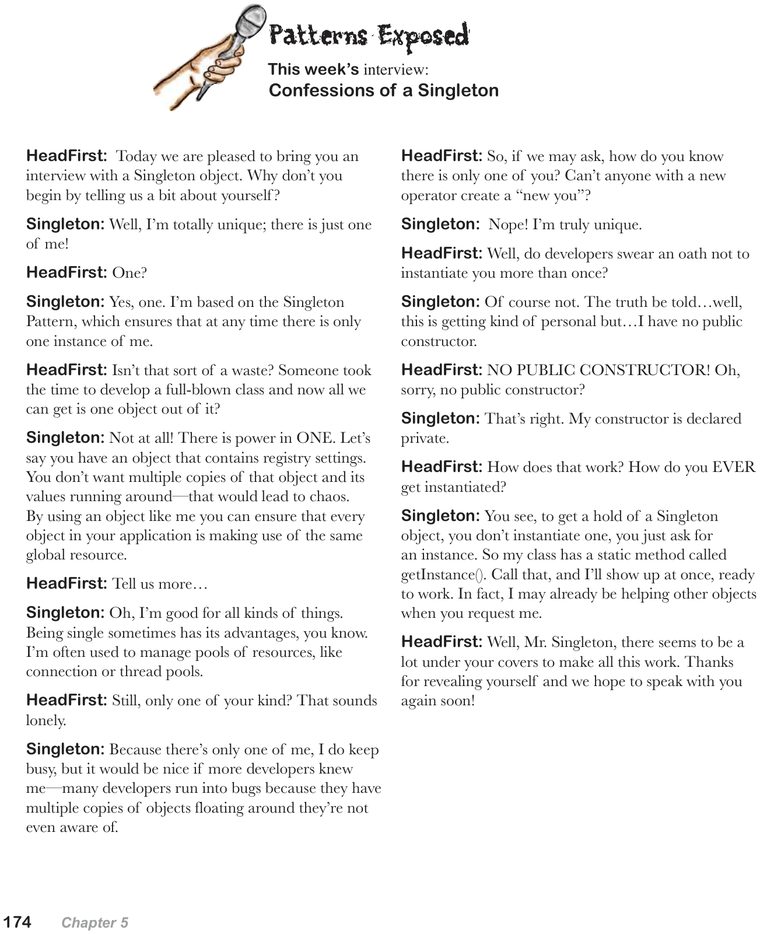 Patterns Exposed
This week's interview:
Confessions of a Singleton
HeadFirst: Today we are pleased to bring you an
interview with a Singleton object. Why don't you
begin by telling us a bit about yourself?
Singleton: Well, I'm totally unique; there is just one
of me!
HeadFirst: One?
Singleton: Yes, one. I'm based on the Singleton
Pattern, which ensures that at any time there is only
one instance of me.
HeadFirst: Isn't that sort of a waste? Someone took
the time to develop a full-blown class and now all we
can get is one object out of it?
Singleton: Not at all! There is power in ONE. Let's
say you have an object that contains registry settings.
You don't want multiple copies of that object and its
values running around—that would lead to chaos.
By using an object like me you can ensure that every
object in your application is making use of the same
global resource.
HeadFirst: Tell us more…
Singleton: Oh, I'm good for all kinds of things.
Being single sometimes has its advantages, you know.
I'm often used to manage pools of resources, like
connection or thread pools.
HeadFirst: Still, only one of your kind? That sounds
lonely.
Singleton: Because there's only one of me, I do keep
busy, but it would be nice if more developers knew
me—many developers run into bugs because they have
multiple copies of objects floating around they're not
even aware of.
HeadFirst: So, if we may ask, how do you know
there is only one of you? Can't anyone with a new
operator create a "new you"?
Singleton: Nope! I'm truly unique.
HeadFirst: Well, do developers swear an oath not to
instantiate you more than once?
Singleton: Of course not. The truth be told…well,
this is getting kind of personal but…I have no public
constructor.
HeadFirst: NO PUBLIC CONSTRUCTOR! Oh,
sorry, no public constructor?
Singleton: That's right. My constructor is declared
private.
HeadFirst: How does that work? How do you EVER
get instantiated?
Singleton: You see, to get a hold of a Singleton
object, you don't instantiate one, you just ask for
an instance. So my class has a static method called
getInstance(). Call that, and I'll show up at once, ready
to work. In fact, I may already be helping other objects
when you request me.
HeadFirst: Well, Mr. Singleton, there seems to be a
lot under your covers to make all this work. Thanks
for revealing yourself and we hope to speak with you
again soon!
174 Chapter 5